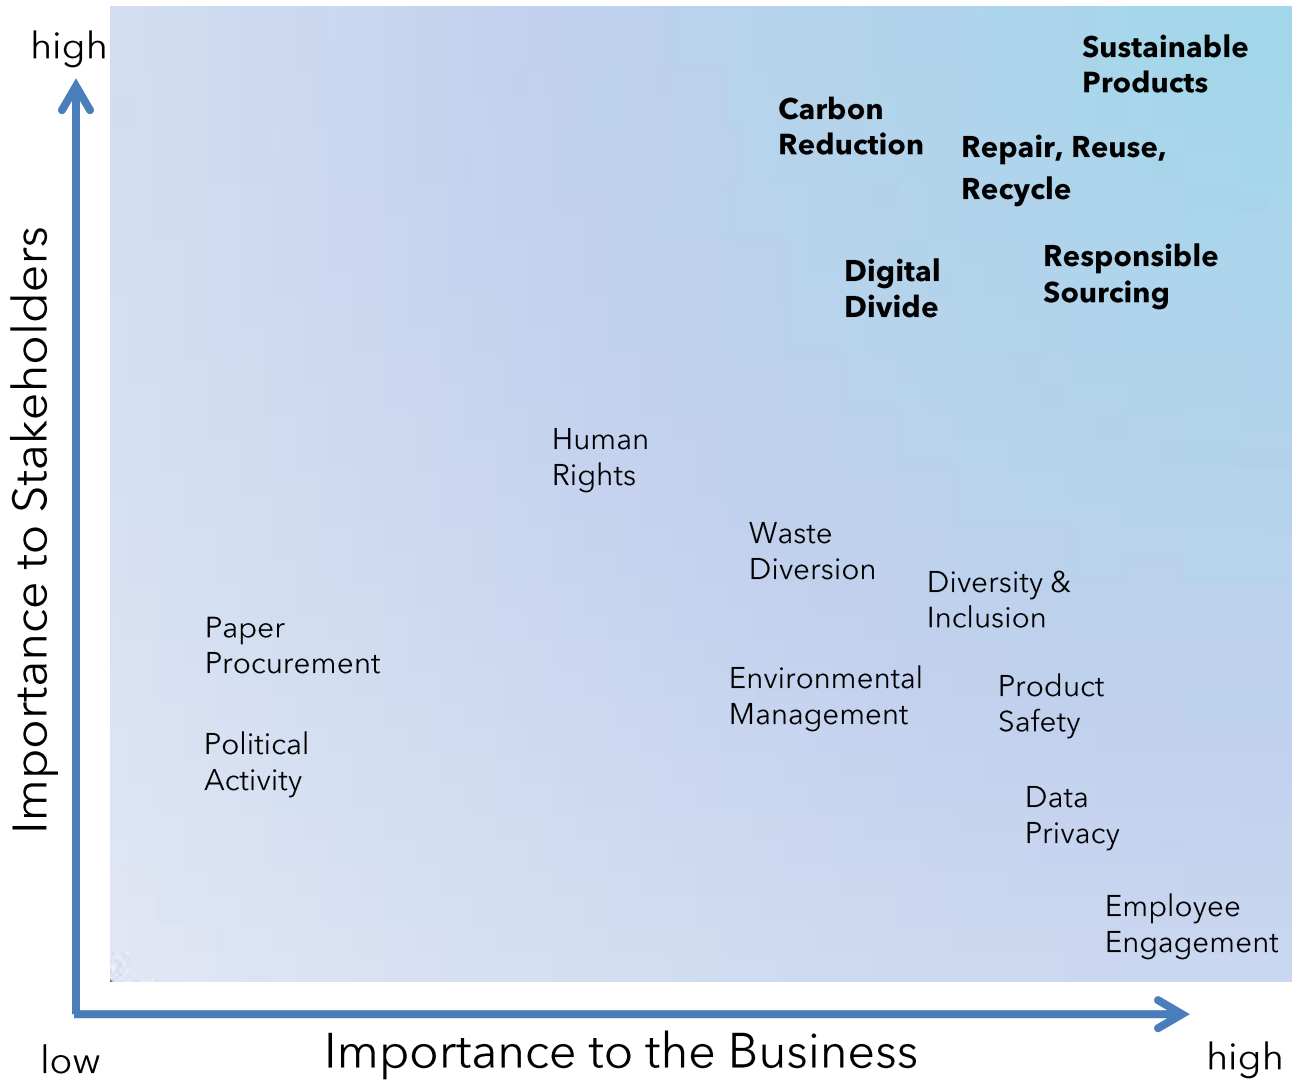 high
Sustainable
Products
Carbon
Reduction
Repair, Reuse,
Recycle
Responsible
Sourcing
Digital
Divide
Importance to Stakeholders
Human
Rights
Waste
Diversion
Diversity &
Inclusion
Paper
Procurement
Environmental
Management
Product
Safety
Political
Activity
Data
Privacy
Employee
Engagement
low
Importance to the Business
high